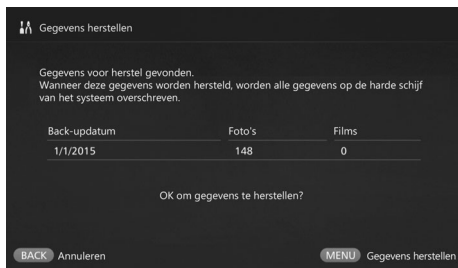 Gegevens herstellen
Gegevens voor herstel gevonden.
Wanneer deze gegevens worden hersteld, worden alle gegevens op de harde schijf
van het systeem overschreven.
Back-updatum Foto's Films
1/1/2015 148 0
OK om gegevens te herstellen?
BACK Annuleren MENU Gegevens herstellen